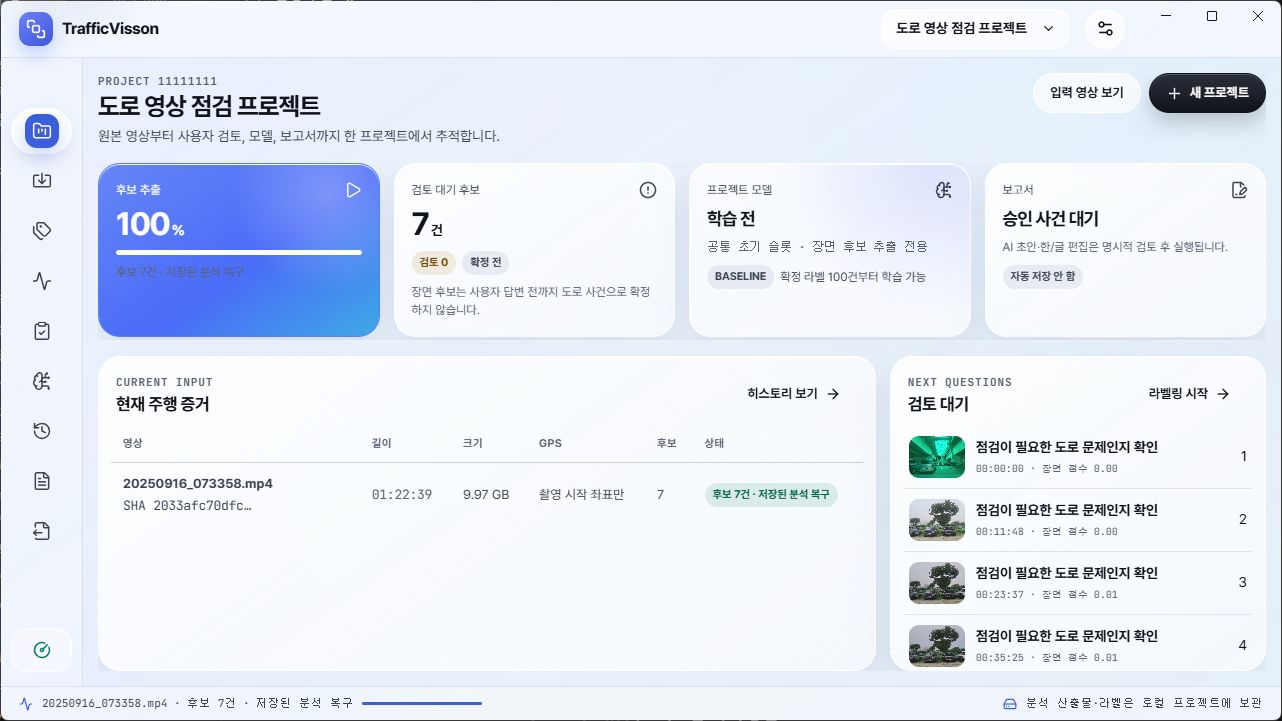 TrafficVisson
도로 영상 점검 프로젝트
PROJECT 11111111
도로 영상 점검 프로젝트
원본 영상부터 사용자 검토, 모델, 보고서까지 한 프로젝트에서 추적합니다.
입력 영상 보기
새 프로젝트
후보 추출
100%
후보 7건 · 저장된 분석 복구
검토 대기 후보
7건
검토 0 확정 전
장면 후보는 사용자 답변 전까지 도로 사건으로 확정
하지 않습니다.
프로젝트 모델
학습 전
공통 초기 슬롯 · 장면 후보 추출 전용
BASELINE 확정 라벨 100건부터 학습 가능
보고서
승인 사건 대기
AI 초안·한/글 편집은 명시적 검토 후 실행됩니다.
자동 저장 안 함
CURRENT INPUT
현재 주행 증거
히스토리 보기
영상 길이 크기 GPS 후보 상태
20250916_073358.mp4
SHA 2033afc70dfc…
01:22:39 9.97 GB 촬영 시작 좌표만 7 후보 7건 · 저장된 분석 복구
NEXT QUESTIONS
검토 대기
라벨링 시작
점검이 필요한 도로 문제인지 확인
00:00:00 · 장면 점수 0.00
1
점검이 필요한 도로 문제인지 확인
00:11:48 · 장면 점수 0.00
2
점검이 필요한 도로 문제인지 확인
00:23:37 · 장면 점수 0.01
3
점검이 필요한 도로 문제인지 확인
00:35:25 · 장면 점수 0.01
4
20250916_073358.mp4 · 후보 7건 · 저장된 분석 복구
분석 산출물·라벨은 로컬 프로젝트에 보관